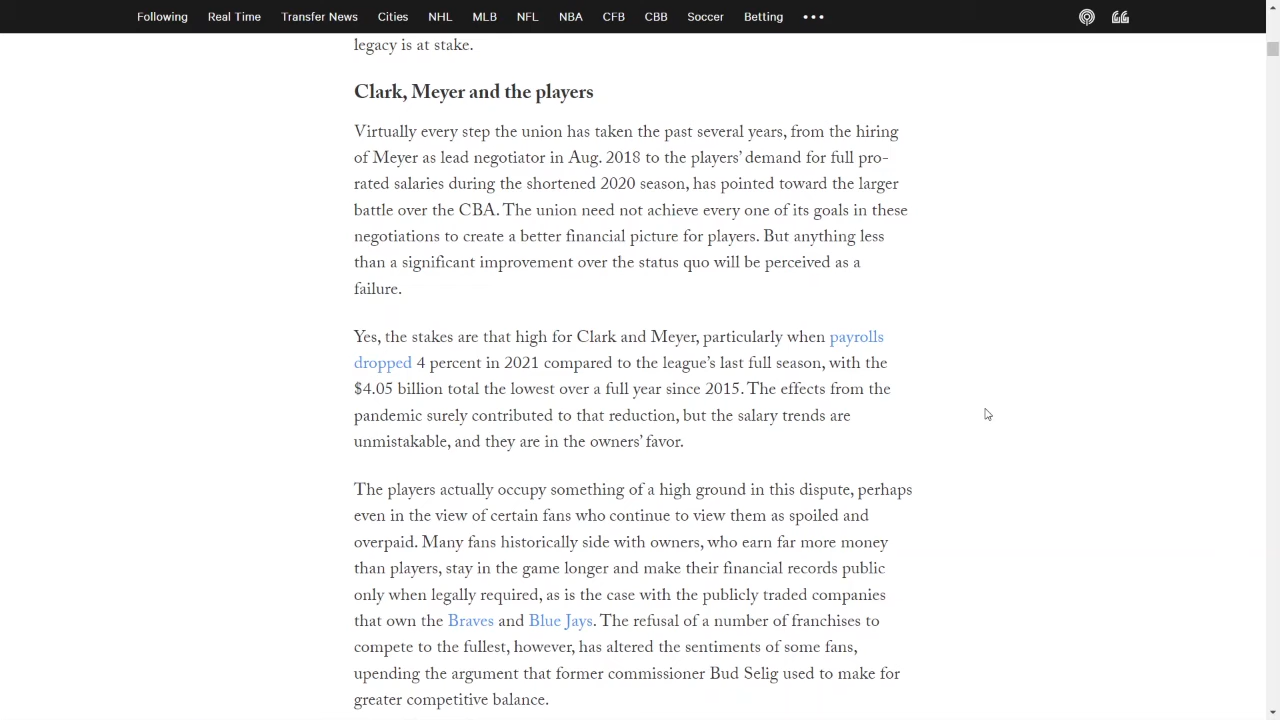 Following Real Time Transfer News Cities NHL MLB NFL NBA CFB CBB Soccer Betting
legacy is at stake.
Clark, Meyer and the players
Virtually every step the union has taken the past several years, from the hiring
of Meyer as lead negotiator in Aug. 2018 to the players’ demand for full pro-
rated salaries during the shortened 2020 season, has pointed toward the larger
battle over the CBA. The union need not achieve every one of its goals in these
negotiations to create a better financial picture for players. But anything less
than a significant improvement over the status quo will be perceived as a
failure.
Yes, the stakes are that high for Clark and Meyer, particularly when payrolls
dropped 4 percent in 2021 compared to the league’s last full season, with the
$4.05 billion total the lowest over a full year since 2015. The effects from the
pandemic surely contributed to that reduction, but the salary trends are
unmistakable, and they are in the owners’ favor.
The players actually occupy something of a high ground in this dispute, perhaps
even in the view of certain fans who continue to view them as spoiled and
overpaid. Many fans historically side with owners, who earn far more money
than players, stay in the game longer and make their financial records public
only when legally required, as is the case with the publicly traded companies
that own the Braves and Blue Jays. The refusal of a number of franchises to
compete to the fullest, however, has altered the sentiments of some fans,
upending the argument that former commissioner Bud Selig used to make for
greater competitive balance.